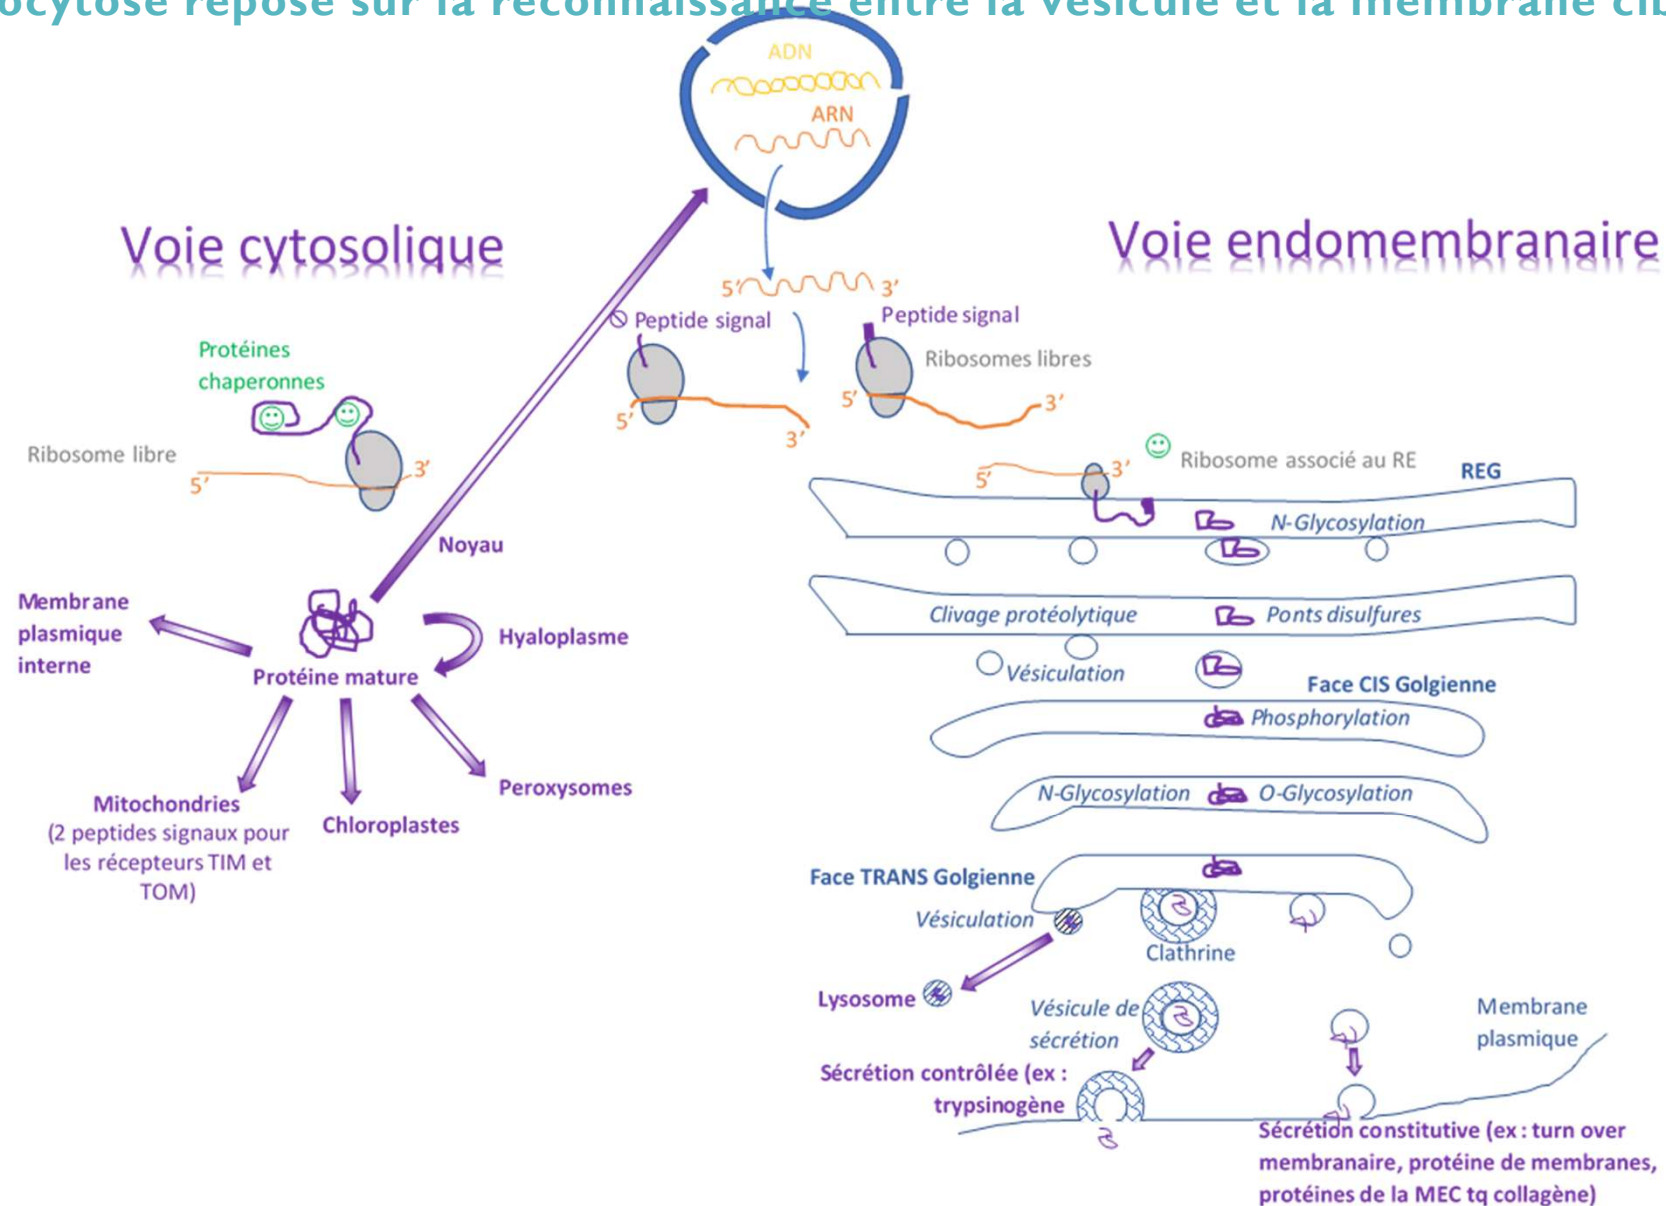 ocytose repose sur la reconnaissance entre la vésicule et la membrane
ADN
ARN
Voie cytosolique
Voie endomembranaire
5’
3’
Peptide signal
Peptide signal
Protéines
chaperonnes
Ribosomes libres
5’
3’
5’
3’
Ribosome libre
5’
3’
5’
3’
Ribosome associé au RE
REG
N-Glycosylation
Noyau
Membrane
plasmique
interne
Hyaloplasme
Protéine mature
Clivage protéolytique
Ponts disulfures
Vésiculation
Face CIS Golgienne
Phosphorylation
Mitochondries
(2 peptides signaux pour
les récepteurs TIM et
TOM)
Chloroplastes
Peroxysomes
N-Glycosylation
O-Glycosylation
Face TRANS Golgienne
Vésiculation
Clathrine
Lysosome
Vésicule de
sécrétion
Membrane
plasmique
Sécrétion contrôlée (ex :
trypsinogène
Sécrétion constitutive (ex : turn over
membranaire, protéine de membranes,
protéines de la MEC tq collagène)